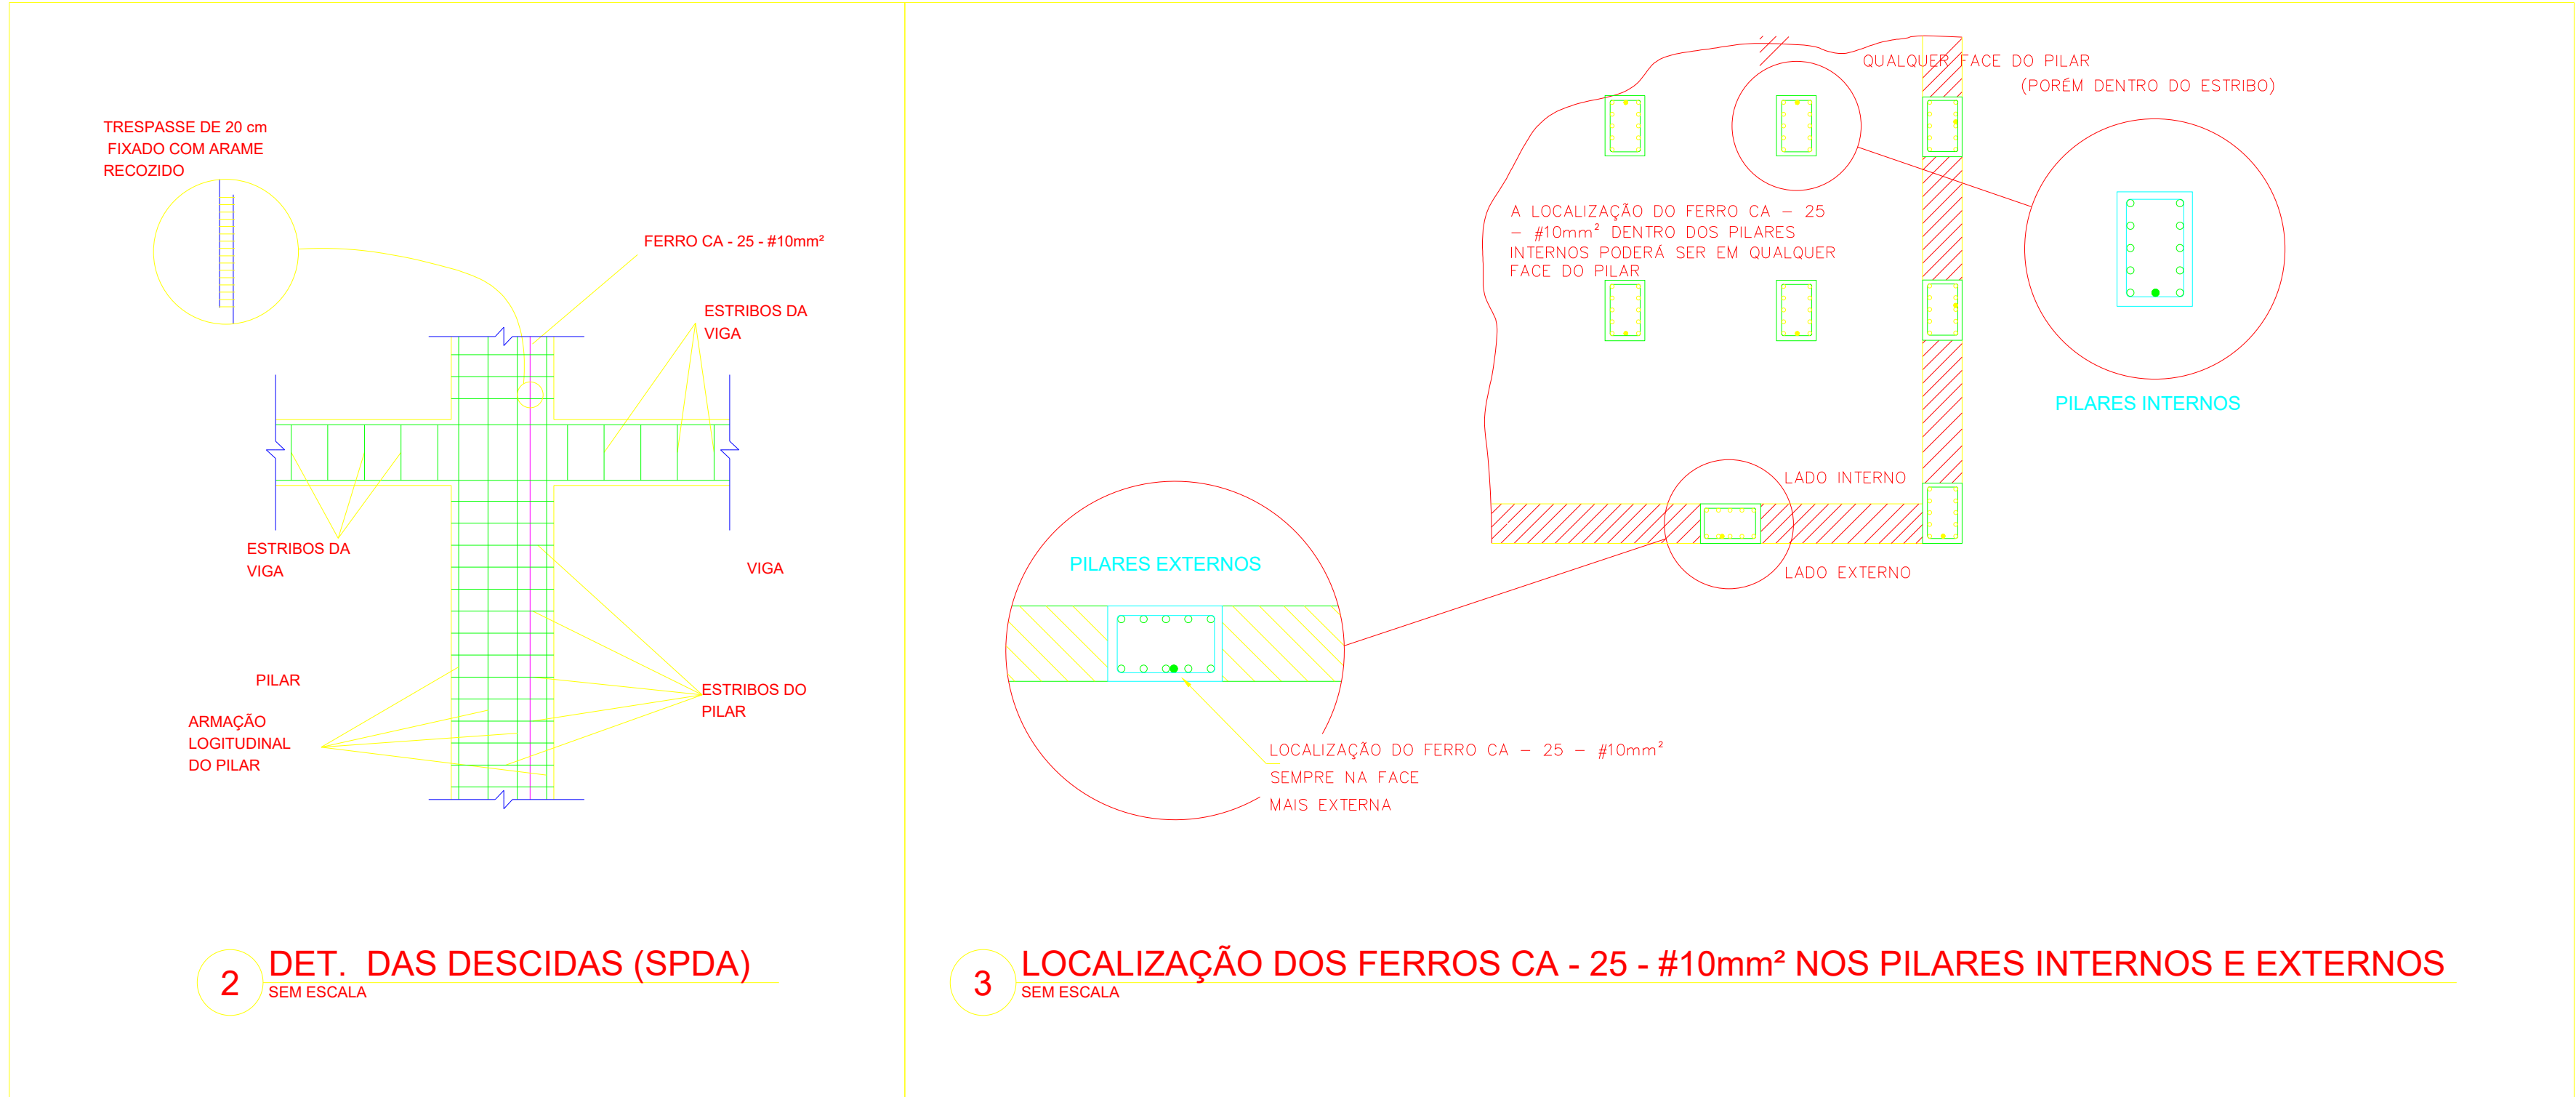 TRESPASSE DE 20 cm
FIXADO COM ARAME
RECOZIDO
FERRO CA - 25 - #10mm²
ESTRIBOS DA
VIGA
ESTRIBOS DA
VIGA
VIGA
PILAR
ARMAÇÃO
LOGITUDINAL
DO PILAR
ESTRIBOS DO
PILAR
2
DET. DAS DESCIDAS (SPDA)
SEM ESCALA
QUALQUER FACE DO PILAR
(PORÉM DENTRO DO ESTRIBO)
A LOCALIZAÇÃO DO FERRO CA - 25
- #10mm² DENTRO DOS PILARES
INTERNOS PODERÁ SER EM QUALQUER
FACE DO PILAR
PILARES INTERNOS
LADO INTERNO
LADO EXTERNO
PILARES EXTERNOS
LOCALIZAÇÃO DO FERRO CA - 25 - #10mm²
SEMPRE NA FACE
MAIS EXTERNA
3
LOCALIZAÇÃO DOS FERROS CA - 25 - #10mm² NOS PILARES INTERNOS E EXTERNOS
SEM ESCALA